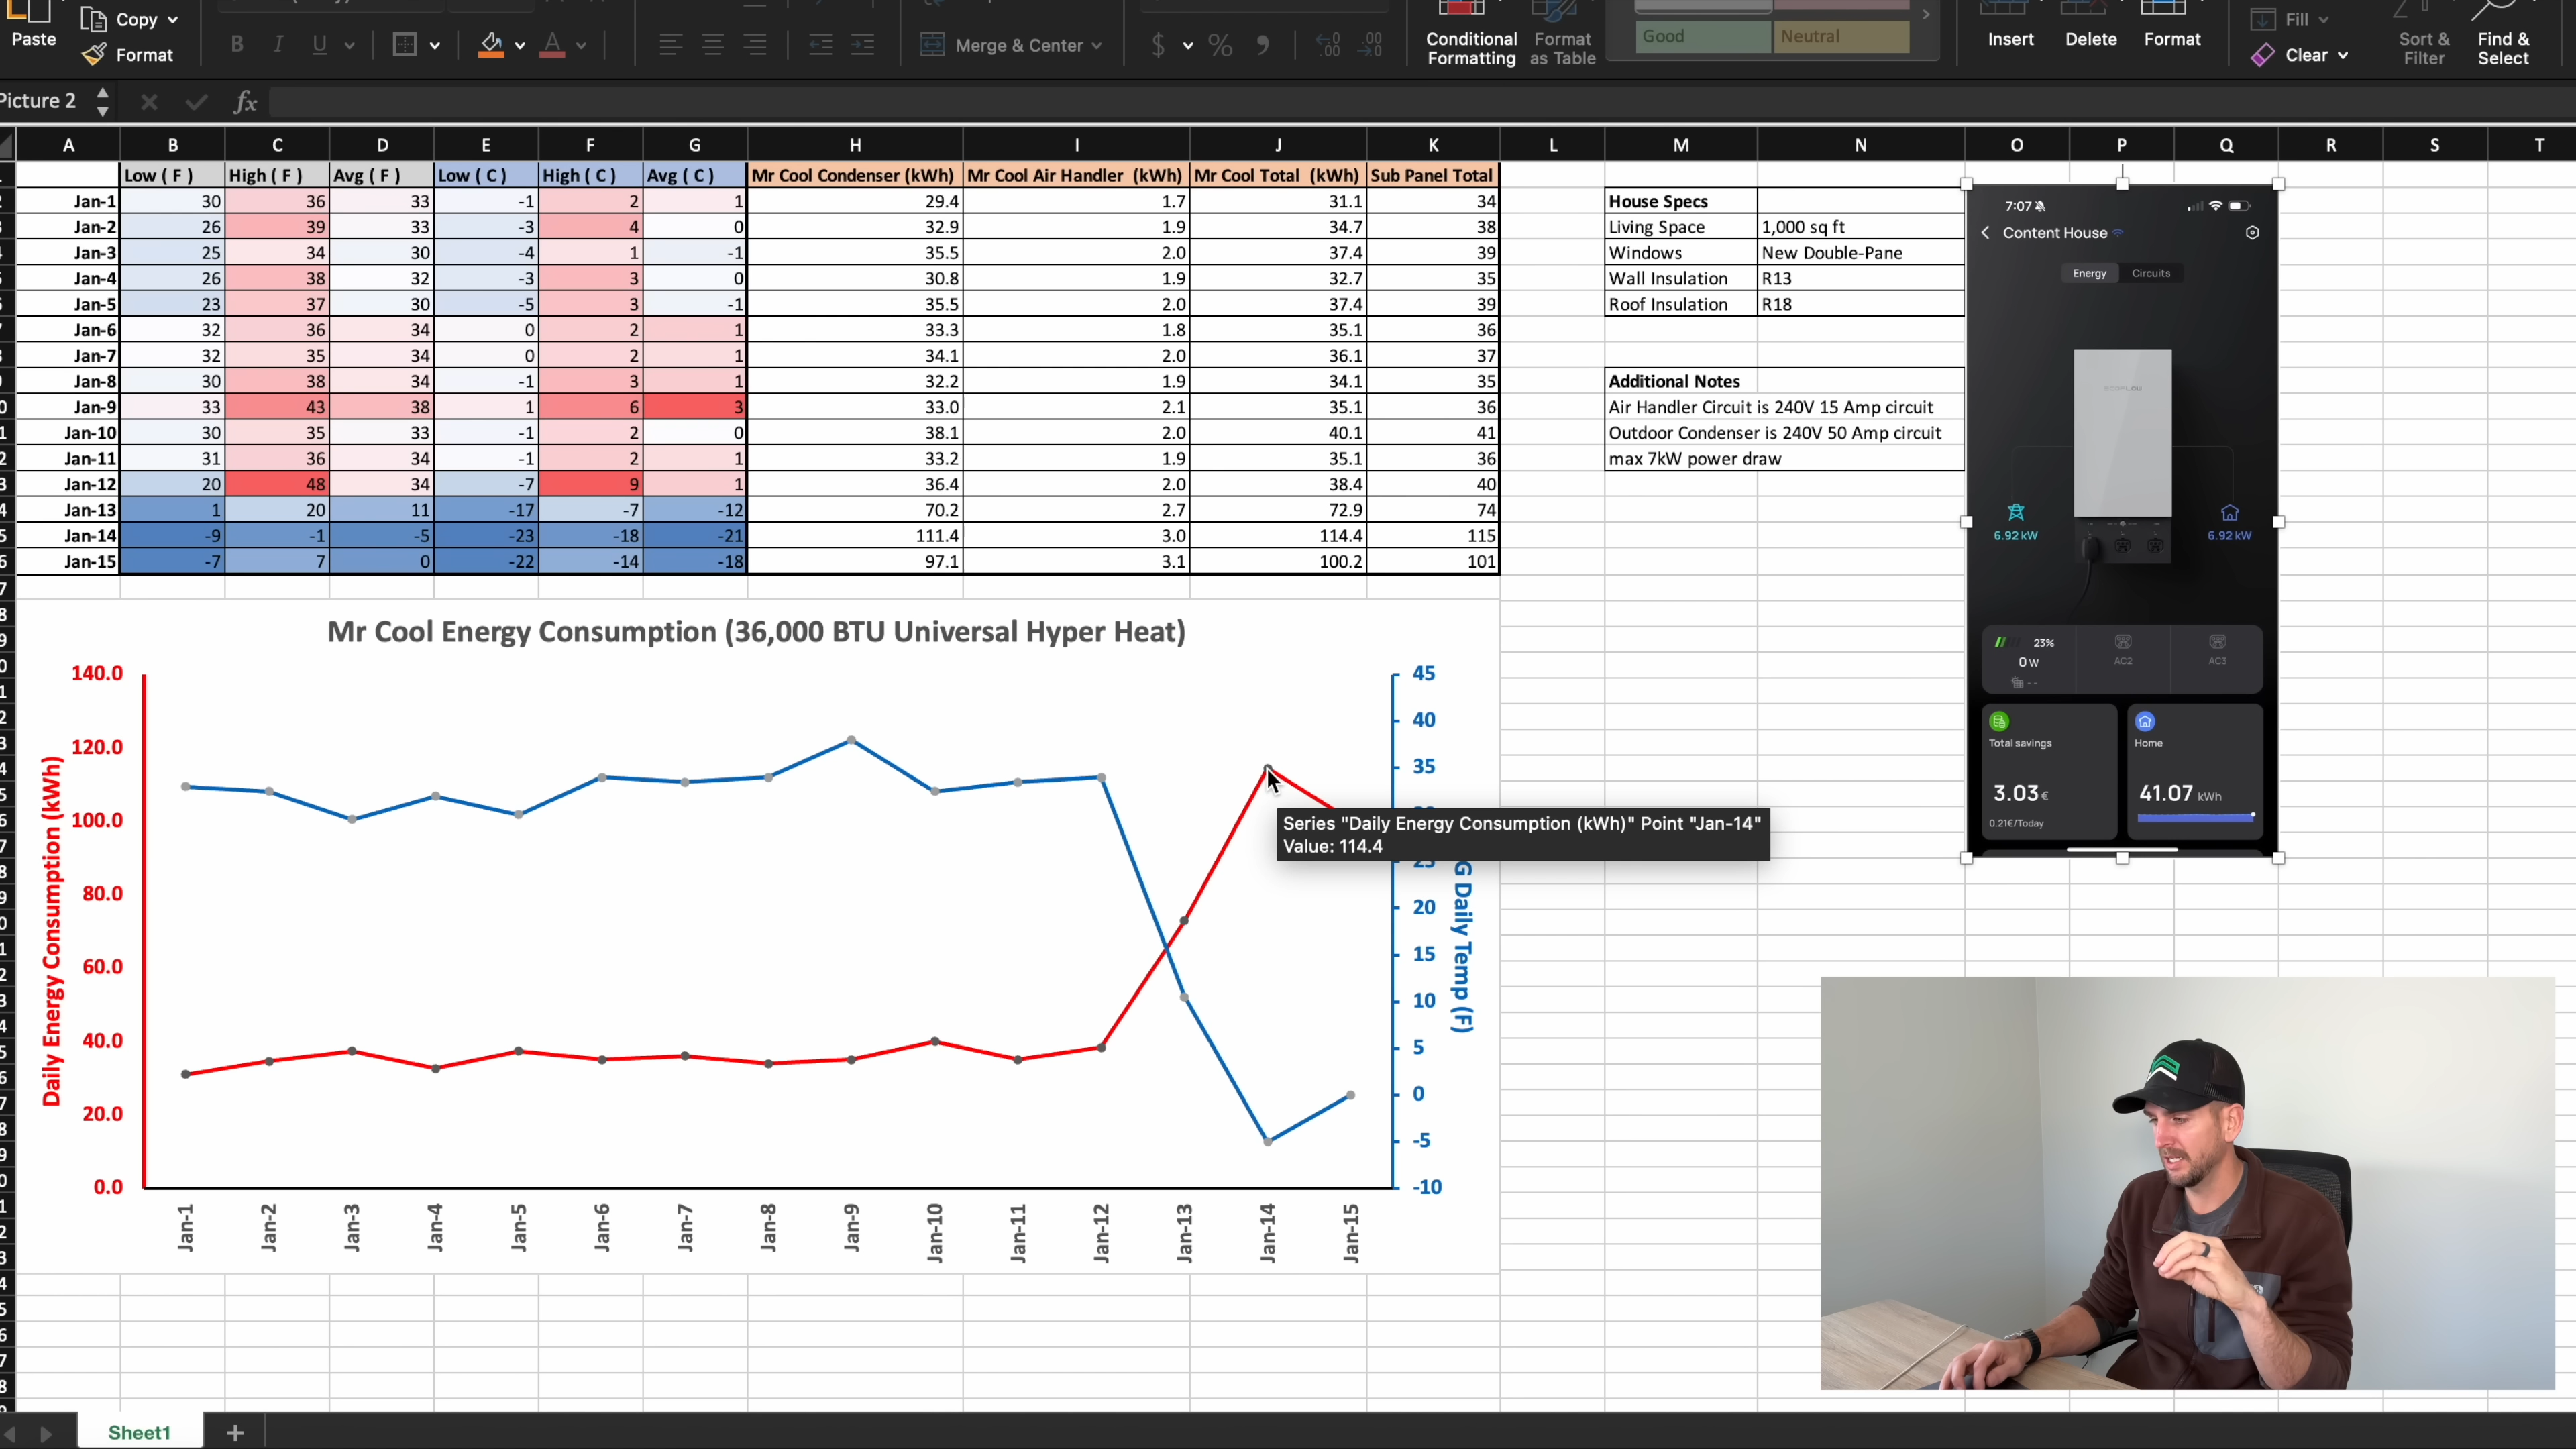 Paste
Copy
Format
B I U
Merge & Center
$ % ,
Conditional Formatting
Format as Table
Good
Neutral
Insert
Delete
Format
Fill
Clear
Sort & Filter
Find & Select
Picture 2
fx
A B C D E F G H I J K L M N O P Q R S T
Low ( F ) High ( F ) Avg ( F ) Low ( C ) High ( C ) Avg ( C ) Mr Cool Condenser (kWh) Mr Cool Air Handler (kWh) Mr Cool Total (kWh) Sub Panel Total
Jan-1 30 36 33 -1 2 1 29.4 1.7 31.1 34
Jan-2 26 39 33 -3 4 0 32.9 1.9 34.7 38
Jan-3 25 34 30 -4 1 -1 35.5 2.0 37.4 39
Jan-4 26 38 32 -3 3 0 30.8 1.9 32.7 35
Jan-5 23 37 30 -5 3 -1 35.5 2.0 37.4 39
Jan-6 32 36 34 0 2 1 33.3 1.8 35.1 36
Jan-7 32 35 34 0 2 1 34.1 2.0 36.1 37
Jan-8 30 38 34 -1 3 1 32.2 1.9 34.1 35
Jan-9 33 43 38 1 6 3 33.0 2.1 35.1 36
Jan-10 30 35 33 -1 2 0 38.1 2.0 40.1 41
Jan-11 31 36 34 -1 2 1 33.2 1.9 35.1 36
Jan-12 20 48 34 -7 9 1 36.4 2.0 38.4 40
Jan-13 1 20 11 -17 -7 -12 70.2 2.7 72.9 74
Jan-14 -9 -1 -5 -23 -18 -21 111.4 3.0 114.4 115
Jan-15 -7 7 0 -22 -14 -18 97.1 3.1 100.2 101
House Specs
Living Space 1,000 sq ft
Windows New Double-Pane
Wall Insulation R13
Roof Insulation R18
Additional Notes
Air Handler Circuit is 240V 15 Amp circuit
Outdoor Condenser is 240V 50 Amp circuit
max 7kW power draw
7:07
Content House
Energy Circuits
ECOFLOW
6.92 kW
6.92 kW
23%
0 W
--
AC2
AC3
Total savings
3.03 €
0.21€/Today
Home
41.07 kWh
Mr Cool Energy Consumption (36,000 BTU Universal Hyper Heat)
Daily Energy Consumption (kWh)
140.0
120.0
100.0
80.0
60.0
40.0
20.0
0.0
45
40
35
25
20
15
10
5
0
-5
-10
G Daily Temp (F)
Series "Daily Energy Consumption (kWh)" Point "Jan-14"
Value: 114.4
Jan-1 Jan-2 Jan-3 Jan-4 Jan-5 Jan-6 Jan-7 Jan-8 Jan-9 Jan-10 Jan-11 Jan-12 Jan-13 Jan-14 Jan-15
Sheet1
+